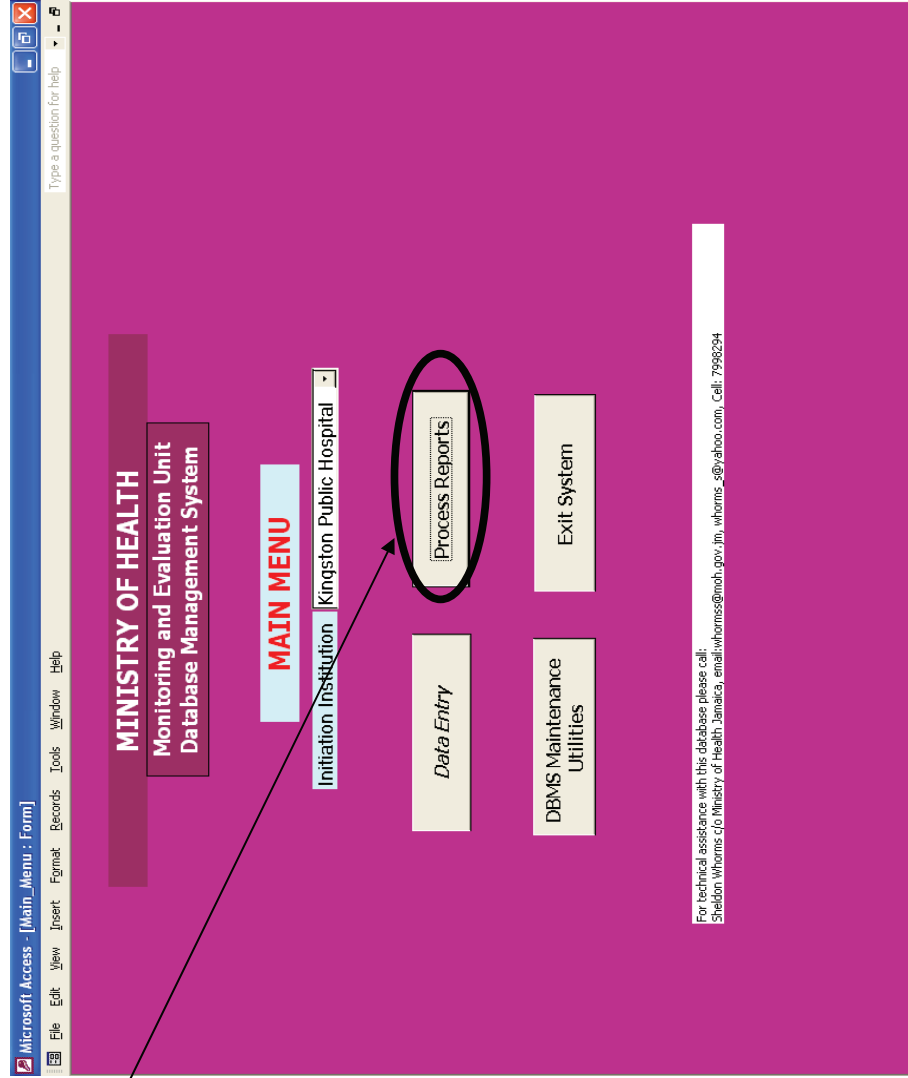 Microsoft Access - [Main_Menu : Form]
File Edit View Insert Format Records Tools Window Help Type a question for help
MINISTRY OF HEALTH
Monitoring and Evaluation Unit
Database Management System
MAIN MENU
Initiation Institution Kingston Public Hospital
Data Entry Process Reports
DBMS Maintenance
Utilities
Exit System
For technical assistance with this database please call:
Sheldon Whorms c/o Ministry of Health Jamaica, email:whormss@moh.gov.jm, whorms_s@yahoo.com, Cell: 7998294